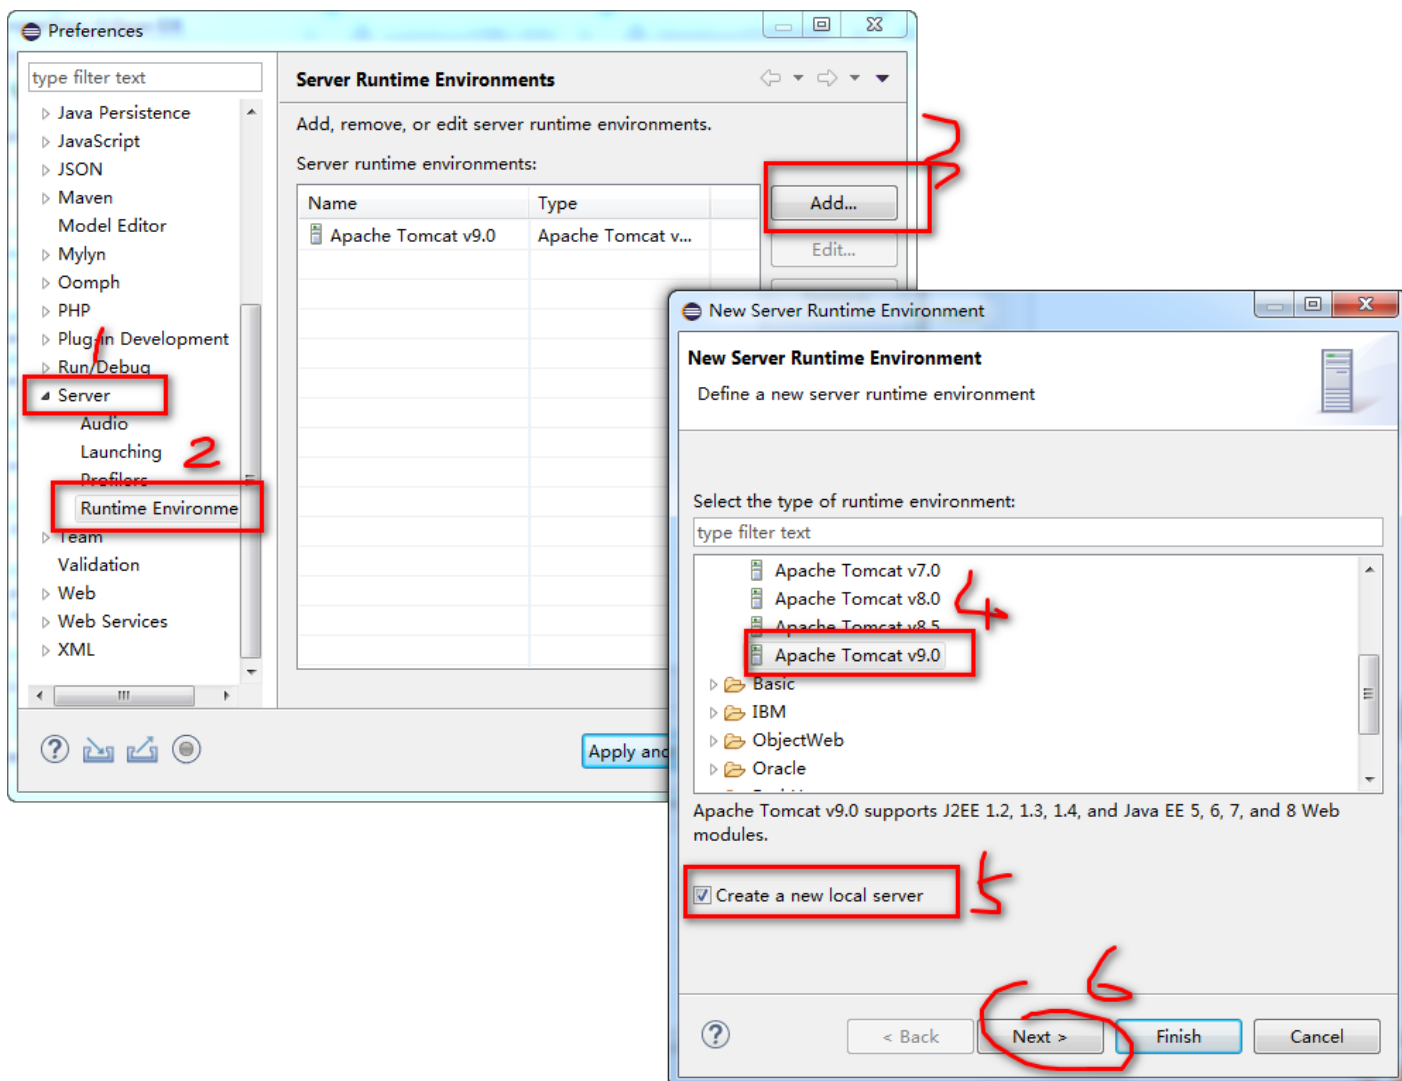 Preferences
type filter text
Java Persistence
JavaScript
JSON
Maven
Model Editor
Mylyn
Oomph
PHP
Plug-in Development
Run/Debug
Server
Audio
Launching
Profilers
Runtime Environme
Team
Validation
Web
Web Services
XML
1
2
Server Runtime Environments
Add, remove, or edit server runtime environments.
Server runtime environments:
Name Type
Apache Tomcat v9.0 Apache Tomcat v...
Add...
Edit...
3
Apply and
New Server Runtime Environment
New Server Runtime Environment
Define a new server runtime environment
Select the type of runtime environment:
type filter text
Apache Tomcat v7.0
Apache Tomcat v8.0
Apache Tomcat v8.5
Apache Tomcat v9.0
4
Basic
IBM
ObjectWeb
Oracle
Apache Tomcat v9.0 supports J2EE 1.2, 1.3, 1.4, and Java EE 5, 6, 7, and 8 Web
modules.
Create a new local server
5
6
< Back Next > Finish Cancel